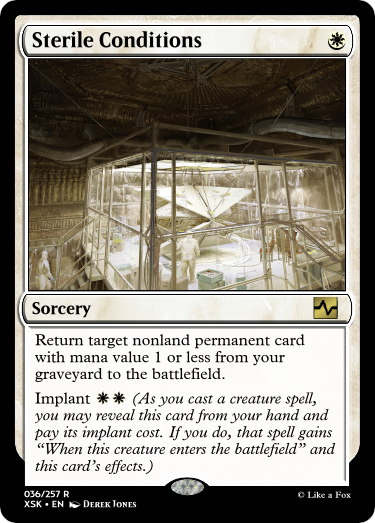 Sterile Conditions
Sorcery
Return target nonland permanent card
with mana value 1 or less from your
graveyard to the battlefield.
Implant (As you cast a creature spell,
you may reveal this card from your hand and
pay its implant cost. If you do, that spell gains
“When this creature enters the battlefield” and
this card’s effects.)
036/257 R
XSK • EN Derek Jones
© Like a Fox